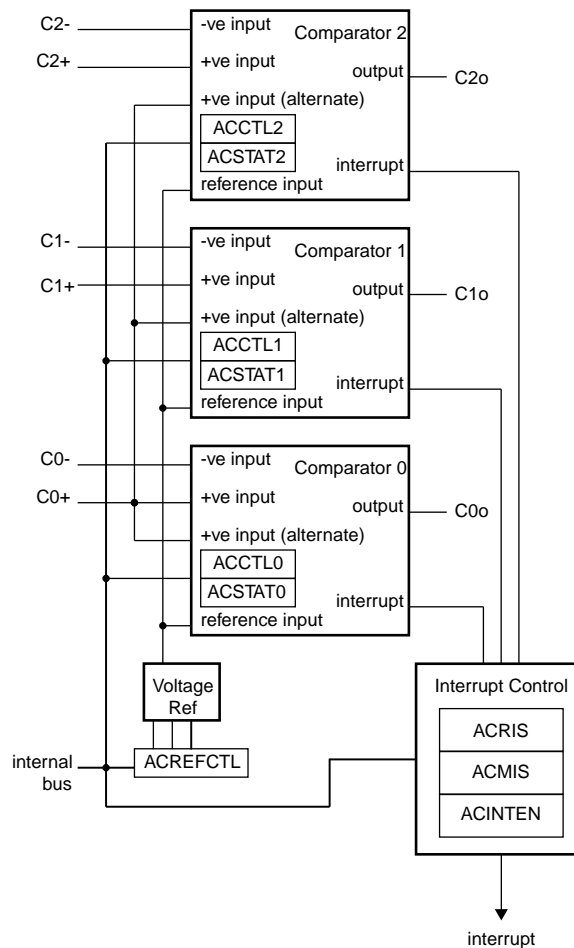 C2-
-ve input
Comparator 2
C2+
+ve input
output
C2o
+ve input (alternate)
ACCTL2
ACSTAT2
interrupt
reference input
C1-
-ve input
Comparator 1
C1+
+ve input
output
C1o
+ve input (alternate)
ACCTL1
ACSTAT1
interrupt
reference input
C0-
-ve input
Comparator 0
C0+
+ve input
output
C0o
+ve input (alternate)
ACCTL0
ACSTAT0
interrupt
reference input
Voltage
Ref
Interrupt Control
ACRIS
internal
bus
ACREFCTL
ACMIS
ACINTEN
interrupt